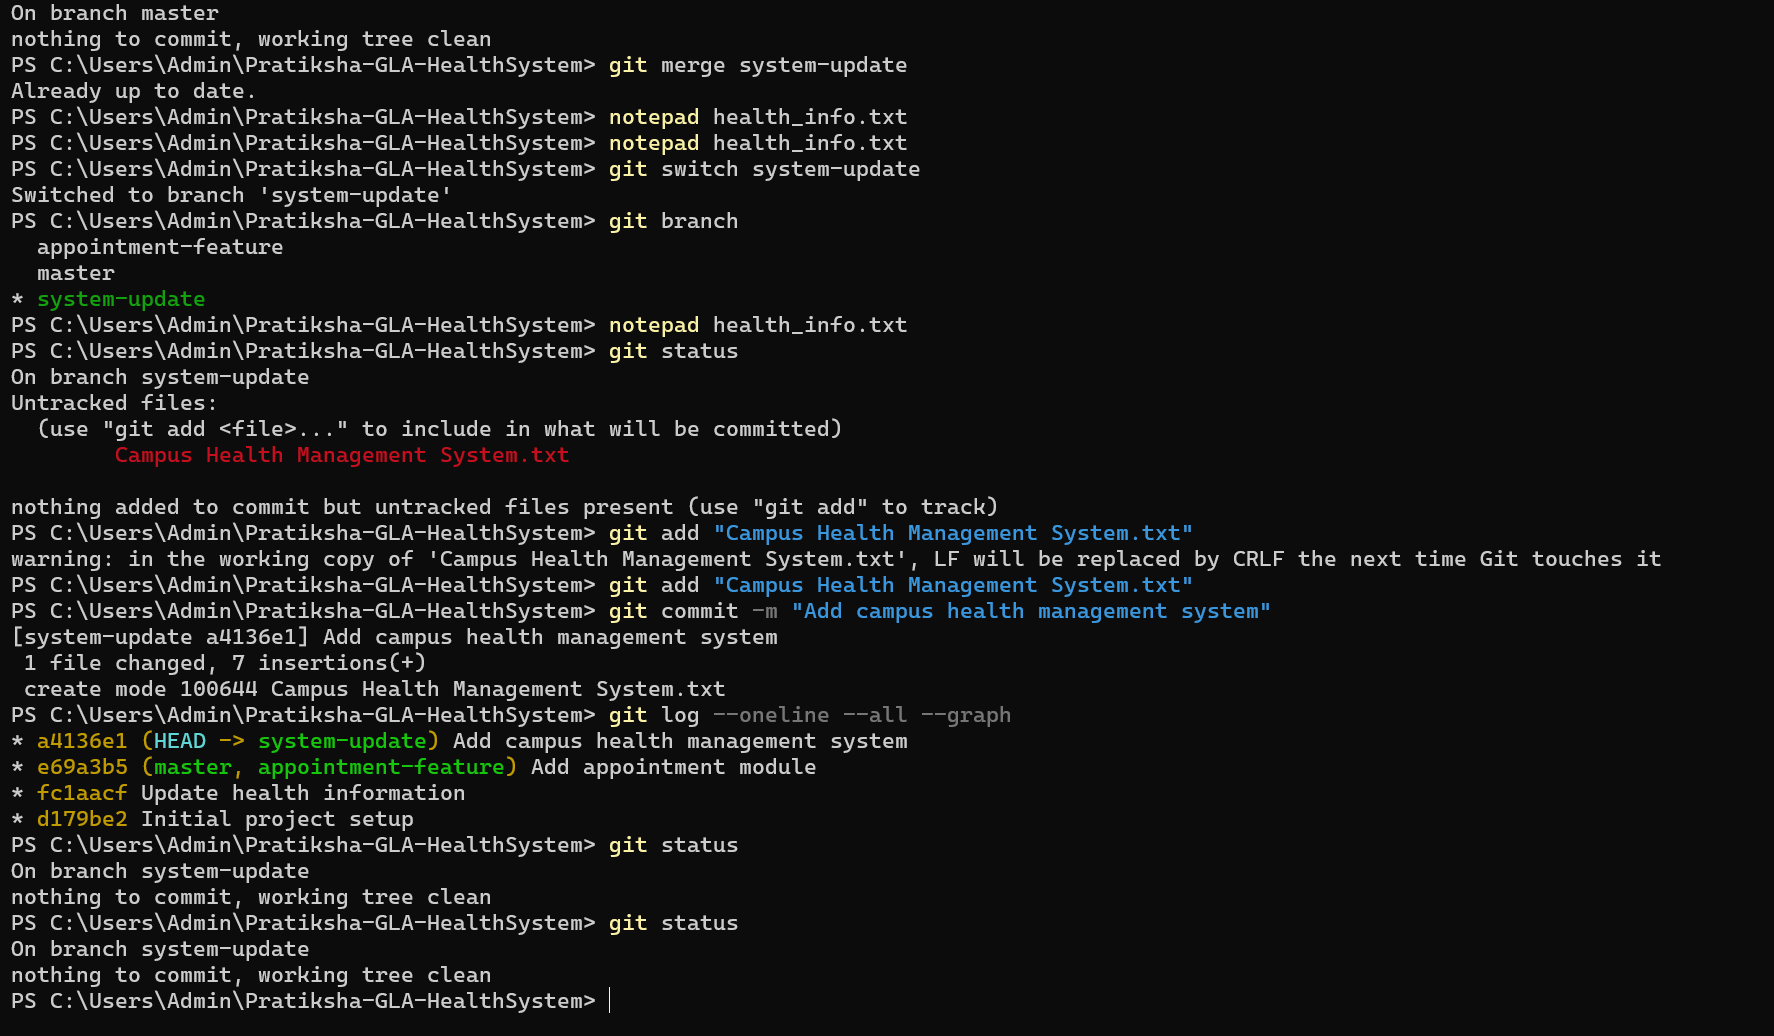 On branch master
nothing to commit, working tree clean
PS C:\Users\Admin\Pratiksha-GLA-HealthSystem> git merge system-update
Already up to date.
PS C:\Users\Admin\Pratiksha-GLA-HealthSystem> notepad health_info.txt
PS C:\Users\Admin\Pratiksha-GLA-HealthSystem> notepad health_info.txt
PS C:\Users\Admin\Pratiksha-GLA-HealthSystem> git switch system-update
Switched to branch 'system-update'
PS C:\Users\Admin\Pratiksha-GLA-HealthSystem> git branch
  appointment-feature
  master
* system-update
PS C:\Users\Admin\Pratiksha-GLA-HealthSystem> notepad health_info.txt
PS C:\Users\Admin\Pratiksha-GLA-HealthSystem> git status
On branch system-update
Untracked files:
  (use "git add <file>..." to include in what will be committed)
        Campus Health Management System.txt

nothing added to commit but untracked files present (use "git add" to track)
PS C:\Users\Admin\Pratiksha-GLA-HealthSystem> git add "Campus Health Management System.txt"
warning: in the working copy of 'Campus Health Management System.txt', LF will be replaced by CRLF the next time Git touches it
PS C:\Users\Admin\Pratiksha-GLA-HealthSystem> git add "Campus Health Management System.txt"
PS C:\Users\Admin\Pratiksha-GLA-HealthSystem> git commit -m "Add campus health management system"
[system-update a4136e1] Add campus health management system
 1 file changed, 7 insertions(+)
 create mode 100644 Campus Health Management System.txt
PS C:\Users\Admin\Pratiksha-GLA-HealthSystem> git log --oneline --all --graph
* a4136e1 (HEAD -> system-update) Add campus health management system
* e69a3b5 (master, appointment-feature) Add appointment module
* fc1aacf Update health information
* d179be2 Initial project setup
PS C:\Users\Admin\Pratiksha-GLA-HealthSystem> git status
On branch system-update
nothing to commit, working tree clean
PS C:\Users\Admin\Pratiksha-GLA-HealthSystem> git status
On branch system-update
nothing to commit, working tree clean
PS C:\Users\Admin\Pratiksha-GLA-HealthSystem>